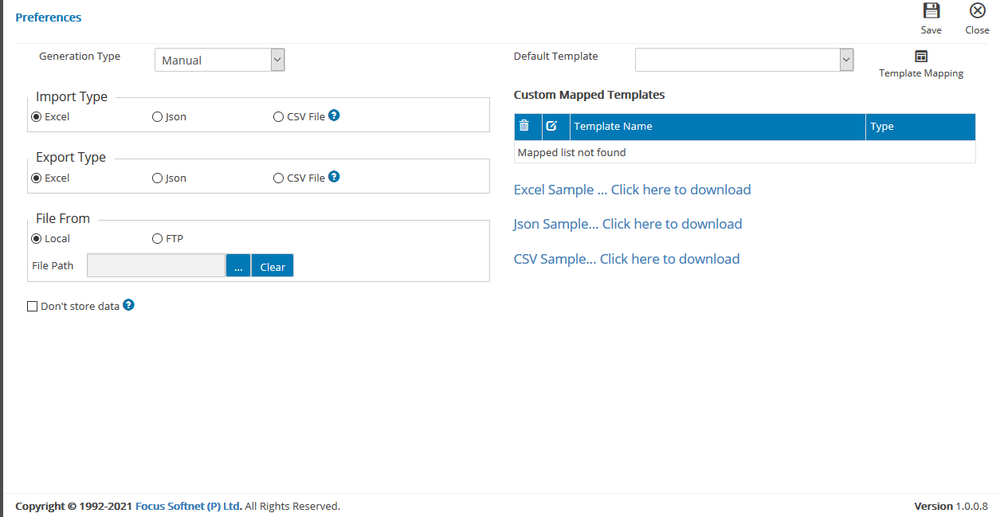 Preferences
Save
Close
Generation Type
Manual
Default Template
Template Mapping
Import Type
Excel
Json
CSV File ?
Custom Mapped Templates
Template Name
Type
Mapped list not found
Export Type
Excel
Json
CSV File ?
Excel Sample ... Click here to download
File From
Local
FTP
File Path
...
Clear
Json Sample... Click here to download
CSV Sample... Click here to download
Don't store data ?
Copyright © 1992-2021 Focus Softnet (P) Ltd. All Rights Reserved.
Version 1.0.0.8